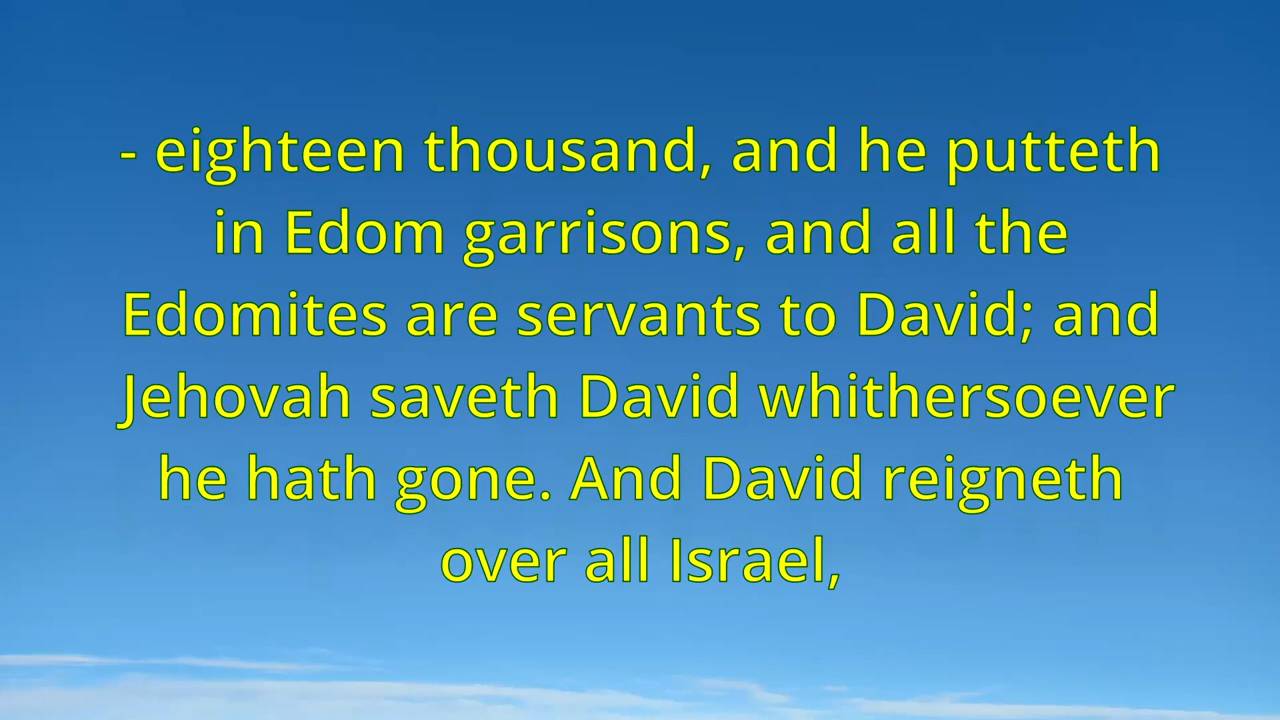 - eighteen thousand, and he putteth
in Edom garrisons, and all the
Edomites are servants to David; and
Jehovah saveth David whithersoever
he hath gone. And David reigneth
over all Israel,